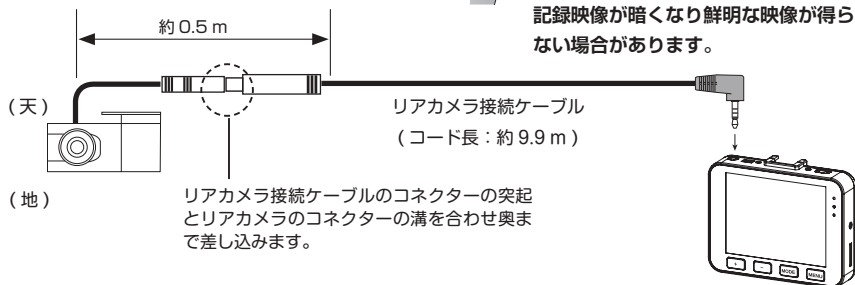 記録映像が暗くなり鮮明な映像が得ら
ない場合があります。
約 0.5 m
(天)
リアカメラ接続ケーブル
( コード長：約 9.9 m )
(地)
リアカメラ接続ケーブルのコネクターの突起
とリアカメラのコネクターの溝を合わせ奥ま
で差し込みます。
+ − MODE MENU